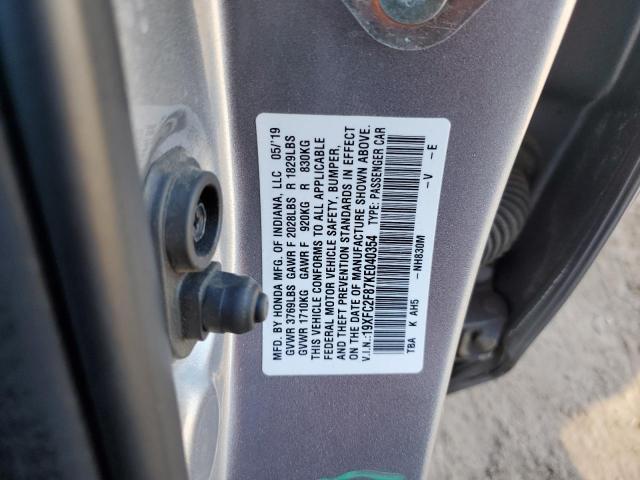 MFD. BY HONDA MFG. OF INDIANA, LLC 05/'19
GVWR 3769LBS GAWR F 2028LBS R 1829LBS
GVWR 1710KG GAWR F 920KG R 830KG
THIS VEHICLE CONFORMS TO ALL APPLICABLE
FEDERAL MOTOR VEHICLE SAFETY, BUMPER,
AND THEFT PREVENTION STANDARDS IN EFFECT
ON THE DATE OF MANUFACTURE SHOWN ABOVE.
V.I.N.:19XFC2F87KE040354 TYPE: PASSENGER CAR
TBA K AH5 -NH830M -V -E